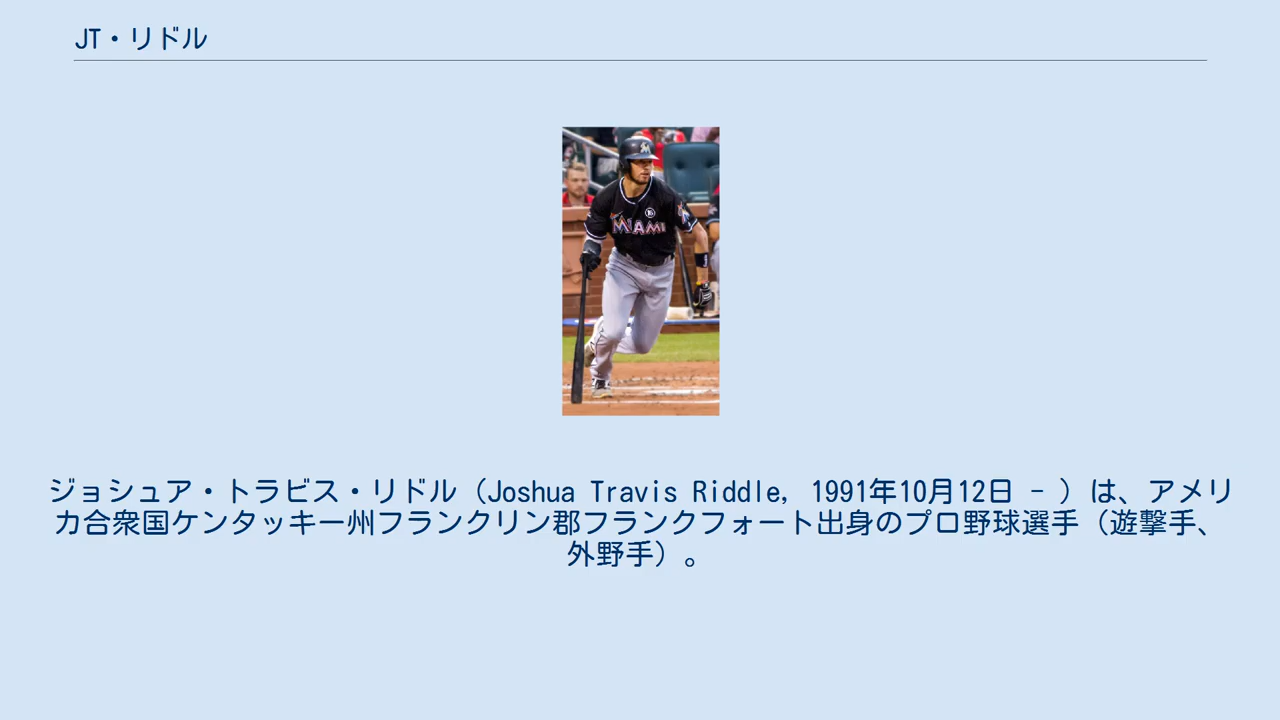 JT・リドル
MIAMI
ジョシュア・トラビス・リドル（Joshua Travis Riddle, 1991年10月12日 - ）は、アメリ
カ合衆国ケンタッキー州フランクリン郡フランクフォート出身のプロ野球選手（遊撃手、
外野手）。